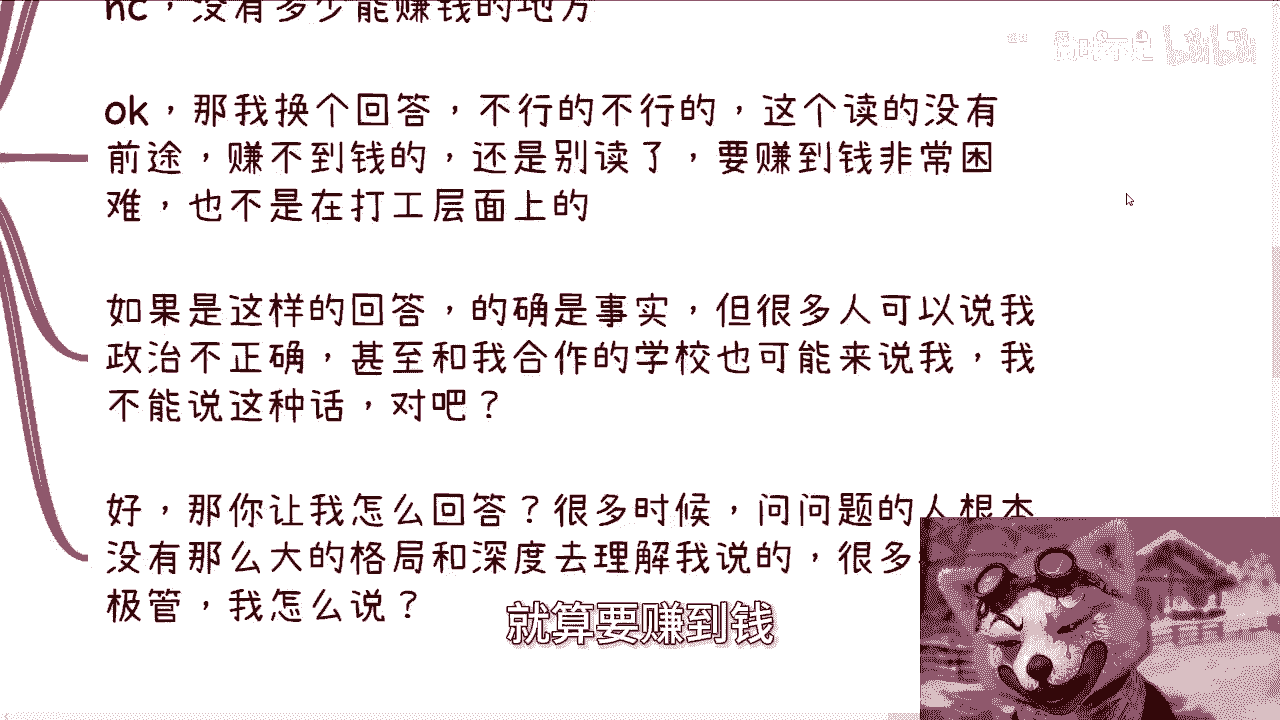 nc，没有多少能赚钱的地方
bilibili
ok，那我换个回答，不行的不行的，这个读的没有
前途，赚不到钱的，还是别读了，要赚到钱非常困
难，也不是在打工层面上的
如果是这样的回答，的确是事实，但很多人可以说我
政治不正确，甚至和我合作的学校也可能来说我，我
不能说这种话，对吧？
好，那你让我怎么回答？很多时候，问问题的人根本
没有那么大的格局和深度去理解我说的，很多
极管，我怎么说？
就算要赚到钱